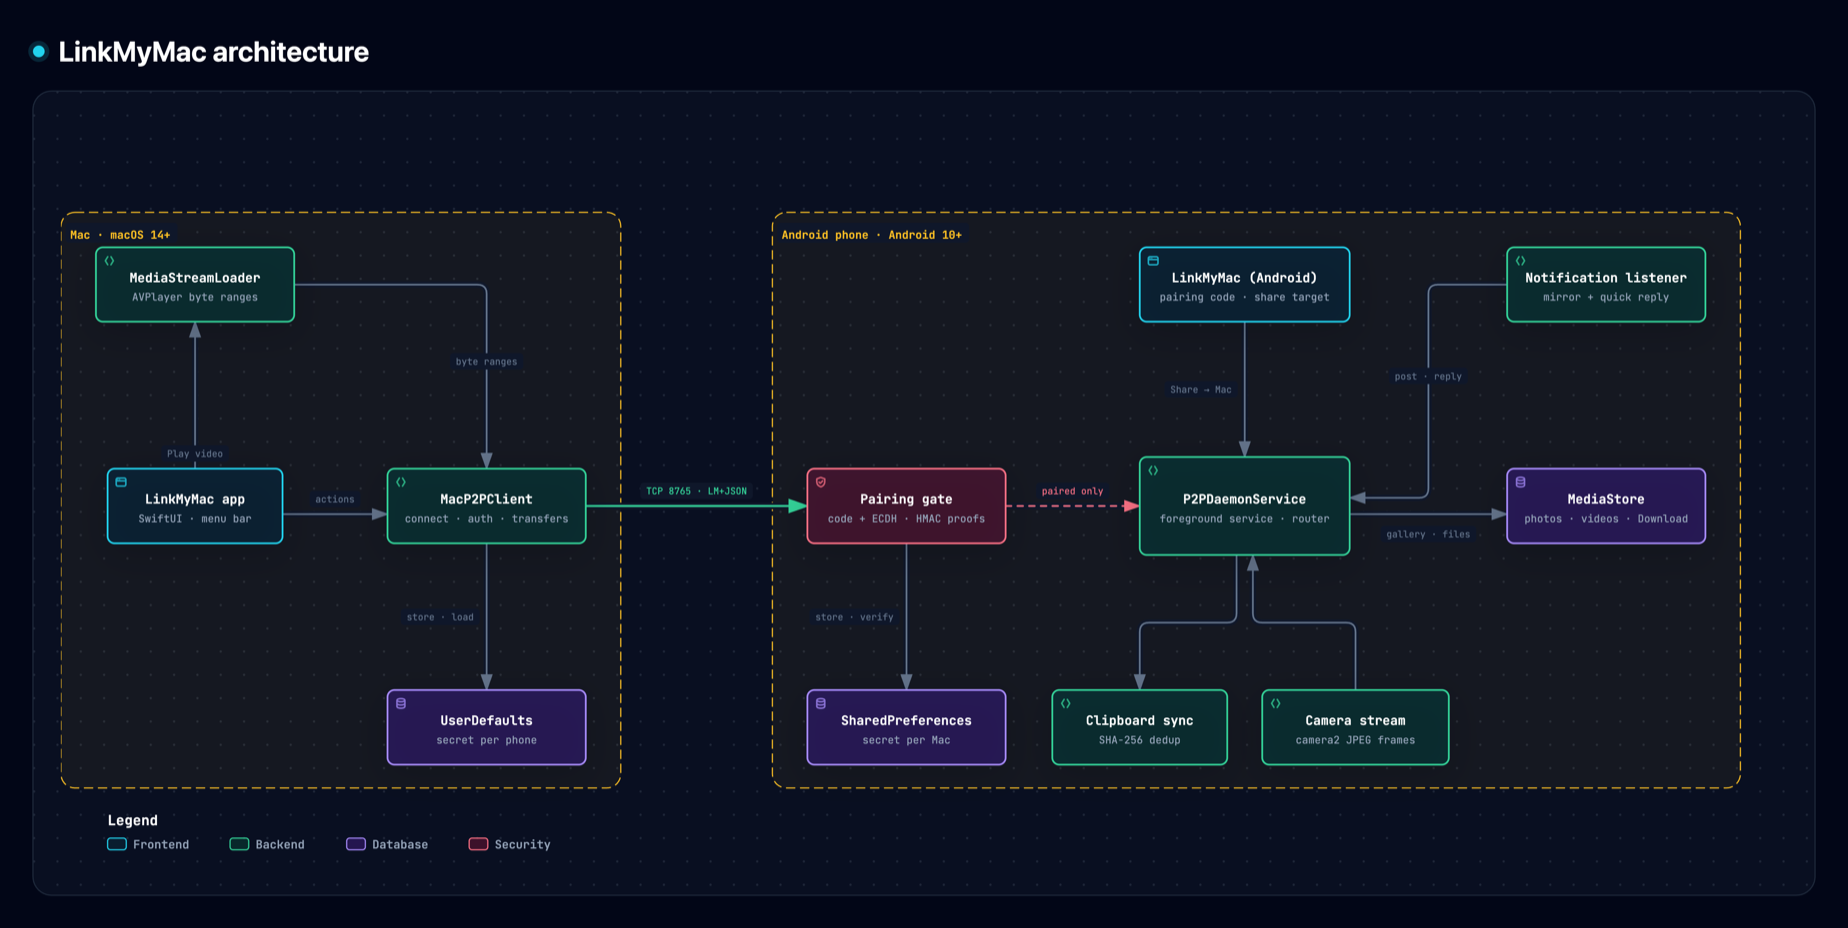 LinkMyMac architecture
Mac · macOS 14+
MediaStreamLoader
AVPlayer byte ranges
byte ranges
Play video
LinkMyMac app
SwiftUI · menu bar
actions
MacP2PClient
connect · auth · transfers
store · load
UserDefaults
secret per phone
TCP 8765 · LM+JSON
Android phone · Android 10+
LinkMyMac (Android)
pairing code · share target
Notification listener
mirror + quick reply
Share → Mac
post · reply
Pairing gate
code + ECDH · HMAC proofs
paired only
P2PDaemonService
foreground service · router
MediaStore
photos · videos · Download
gallery · files
store · verify
SharedPreferences
secret per Mac
Clipboard sync
SHA-256 dedup
Camera stream
camera2 JPEG frames
Legend
Frontend
Backend
Database
Security